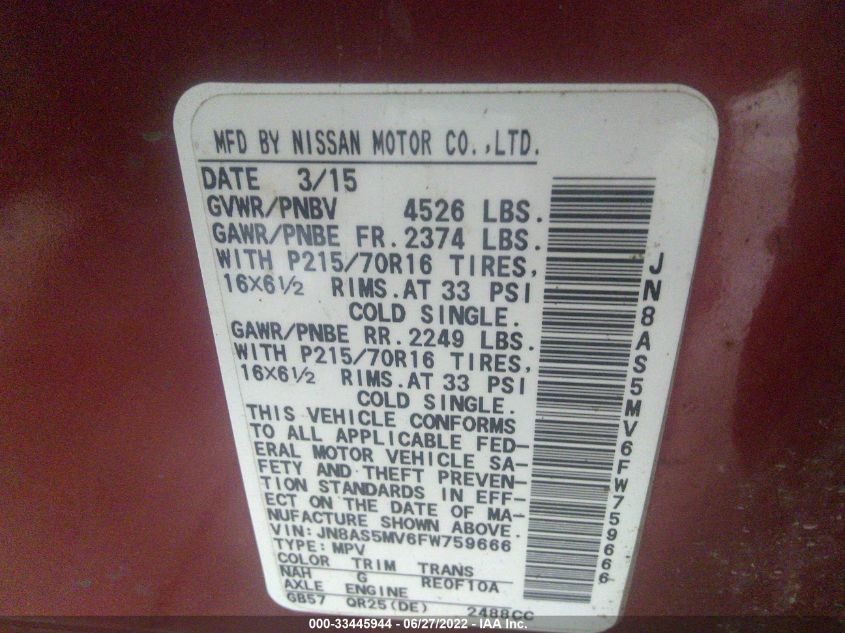 MFD BY NISSAN MOTOR CO.,LTD.
DATE 3/15
GVWR/PNBV 4526 LBS.
GAWR/PNBE FR. 2374 LBS.
WITH P215/70R16 TIRES,
16X6½ RIMS.AT 33 PSI
COLD SINGLE.
GAWR/PNBE RR. 2249 LBS.
WITH P215/70R16 TIRES,
16X6½ RIMS.AT 33 PSI
COLD SINGLE.
THIS VEHICLE CONFORMS
TO ALL APPLICABLE FED-
ERAL MOTOR VEHICLE SA-
FETY AND THEFT PREVEN-
TION STANDARDS IN EFF-
ECT ON THE DATE OF MA-
NUFACTURE SHOWN ABOVE.
VIN: JN8AS5MV6FW759666
TYPE: MPV
COLOR TRIM TRANS
NAH G RE0F10A
AXLE ENGINE
GB57 QR25(DE) 2488CC
JN8AS5MV6FW759666
000-33445944 - 06/27/2022 - IAA Inc.